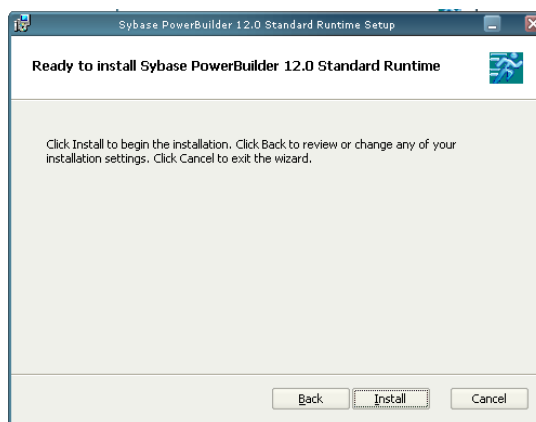 Sybase PowerBuilder 12.0 Standard Runtime Setup
Ready to install Sybase PowerBuilder 12.0 Standard Runtime
Click Install to begin the installation. Click Back to review or change any of your
installation settings. Click Cancel to exit the wizard.
Back Install Cancel